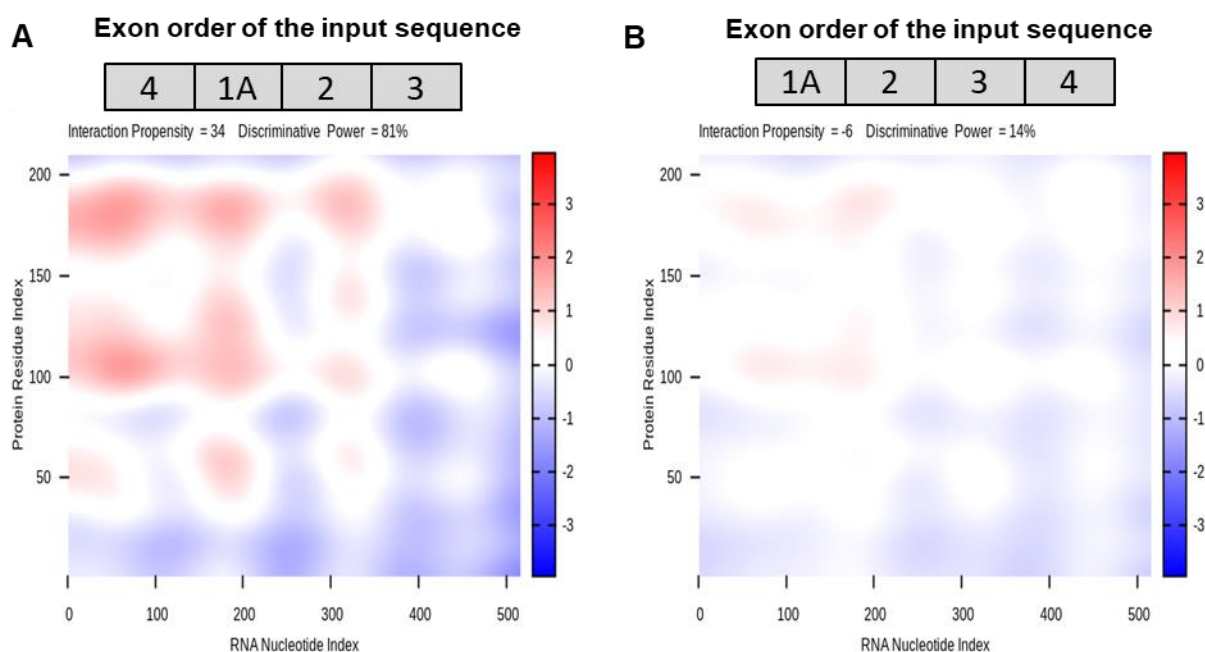 A
Exon order of the input sequence
4 1A 2 3
Interaction Propensity = 34 Discriminative Power = 81%
200
150
100
50
Protein Residue Index
0 100 200 300 400 500
RNA Nucleotide Index
3
2
1
0
-1
-2
-3
B
Exon order of the input sequence
1A 2 3 4
Interaction Propensity = -6 Discriminative Power = 14%
200
150
100
50
Protein Residue Index
0 100 200 300 400 500
RNA Nucleotide Index
3
2
1
0
-1
-2
-3